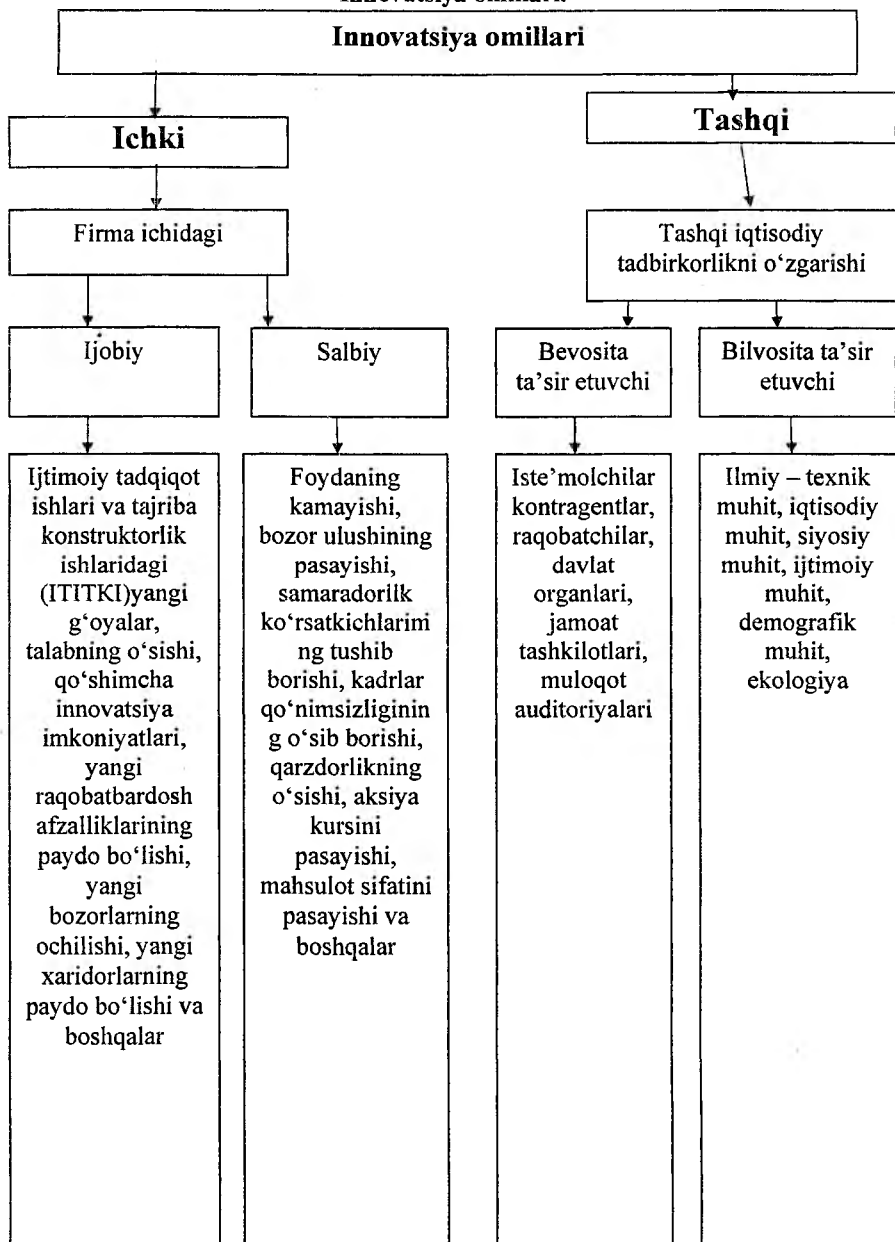 Innovatsiya omillari
Ichki
Tashqi
Firma ichidagi
Tashqi iqtisodiy
tadbirkorlikni o‘zgarishi
Ijobiy
Salbiy
Bevosita
ta’sir etuvchi
Bilvosita ta’sir
etuvchi
Ijtimoiy tadqiqot
ishlari va tajriba
konstruktorlik
ishlaridagi
(ITITKI)yangi
g‘oyalar,
talabning o‘sishi,
qo‘shimcha
innovatsiya
imkoniyatlari,
yangi
raqobatbardosh
afzalliklarining
paydo bo‘lishi,
yangi
bozorlarning
ochilishi, yangi
xaridorlarning
paydo bo‘lishi va
boshqalar
Foydaning
kamayishi,
bozor ulushining
pasayishi,
samaradorlik
ko‘rsatkichlarini
ng tushib
borishi, kadrlar
qo‘nimsizliginin
g o‘sib borishi,
qarzdorlikning
o‘sishi, aksiya
kursini
pasayishi,
mahsulot sifatini
pasayishi va
boshqalar
Iste’molchilar
kontragentlar,
raqobatchilar,
davlat
organlari,
jamoat
tashkilotlari,
muloqot
auditoriyalari
Ilmiy – texnik
muhit, iqtisodiy
muhit, siyosiy
muhit, ijtimoiy
muhit,
demografik
muhit,
ekologiya